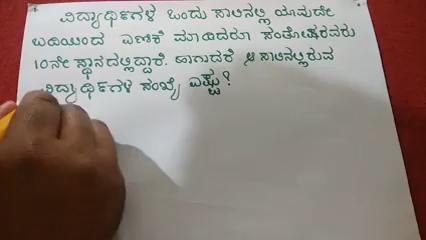 ವಿದ್ಯಾರ್ಥಿಗಳ ಒಂದು ಸಾಲಿನಲ್ಲಿ ಯಾವುದೇ
ಬದಿಯಿಂದ ಎಣಿಕೆ ಮಾಡಿದರೂ ಸಂತೋಷರವರು
10ನೇ ಸ್ಥಾನದಲ್ಲಿದ್ದಾರೆ. ಹಾಗಾದರೆ ಆ ಸಾಲಿನಲ್ಲಿರುವ
ವಿದ್ಯಾರ್ಥಿಗಳ ಸಂಖ್ಯೆ ಎಷ್ಟು?